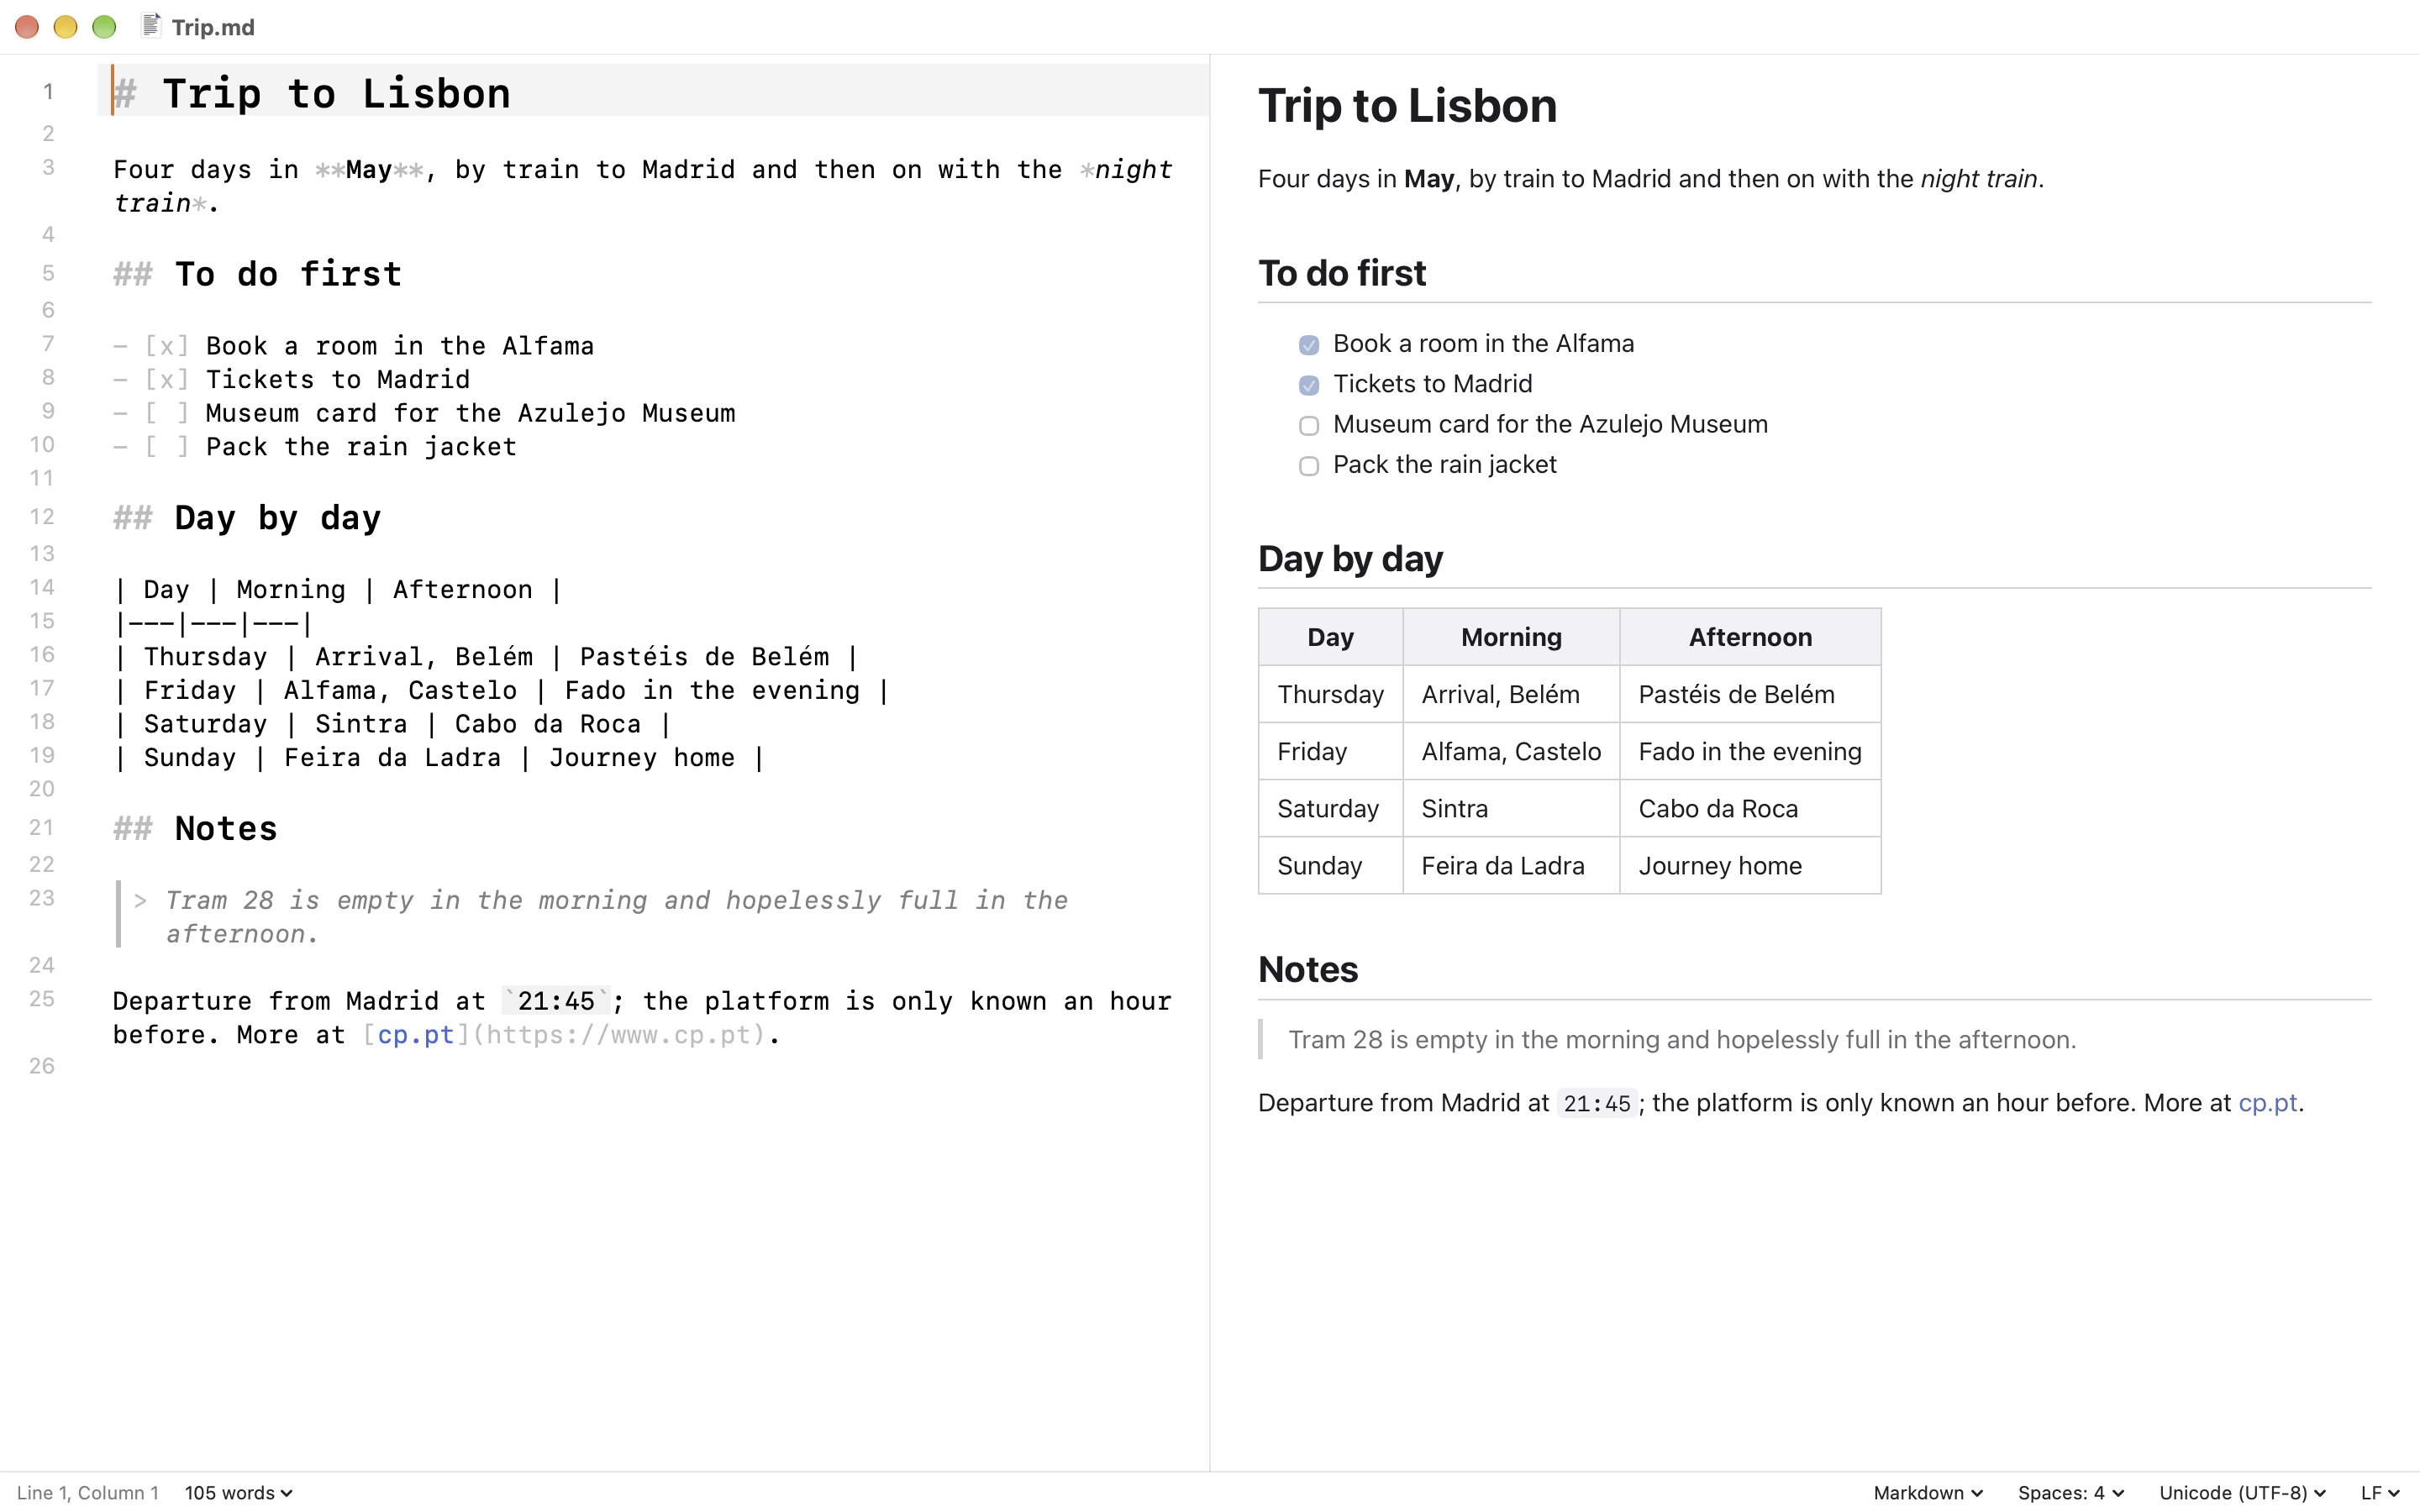 Trip.md
1 # Trip to Lisbon
2
3 Four days in **May**, by train to Madrid and then on with the *night
train*.
4
5 ## To do first
6
7 - [x] Book a room in the Alfama
8 - [x] Tickets to Madrid
9 - [ ] Museum card for the Azulejo Museum
10 - [ ] Pack the rain jacket
11
12 ## Day by day
13
14 | Day | Morning | Afternoon |
15 |---|---|---|
16 | Thursday | Arrival, Belém | Pastéis de Belém |
17 | Friday | Alfama, Castelo | Fado in the evening |
18 | Saturday | Sintra | Cabo da Roca |
19 | Sunday | Feira da Ladra | Journey home |
20
21 ## Notes
22
23 > Tram 28 is empty in the morning and hopelessly full in the
afternoon.
24
25 Departure from Madrid at `21:45`; the platform is only known an hour
before. More at [cp.pt](https://www.cp.pt).
26
Trip to Lisbon
Four days in May, by train to Madrid and then on with the night train.
To do first
Book a room in the Alfama
Tickets to Madrid
Museum card for the Azulejo Museum
Pack the rain jacket
Day by day
Day Morning Afternoon
Thursday Arrival, Belém Pastéis de Belém
Friday Alfama, Castelo Fado in the evening
Saturday Sintra Cabo da Roca
Sunday Feira da Ladra Journey home
Notes
Tram 28 is empty in the morning and hopelessly full in the afternoon.
Departure from Madrid at 21:45; the platform is only known an hour before. More at cp.pt.
Line 1, Column 1 105 words Markdown Spaces: 4 Unicode (UTF-8) LF